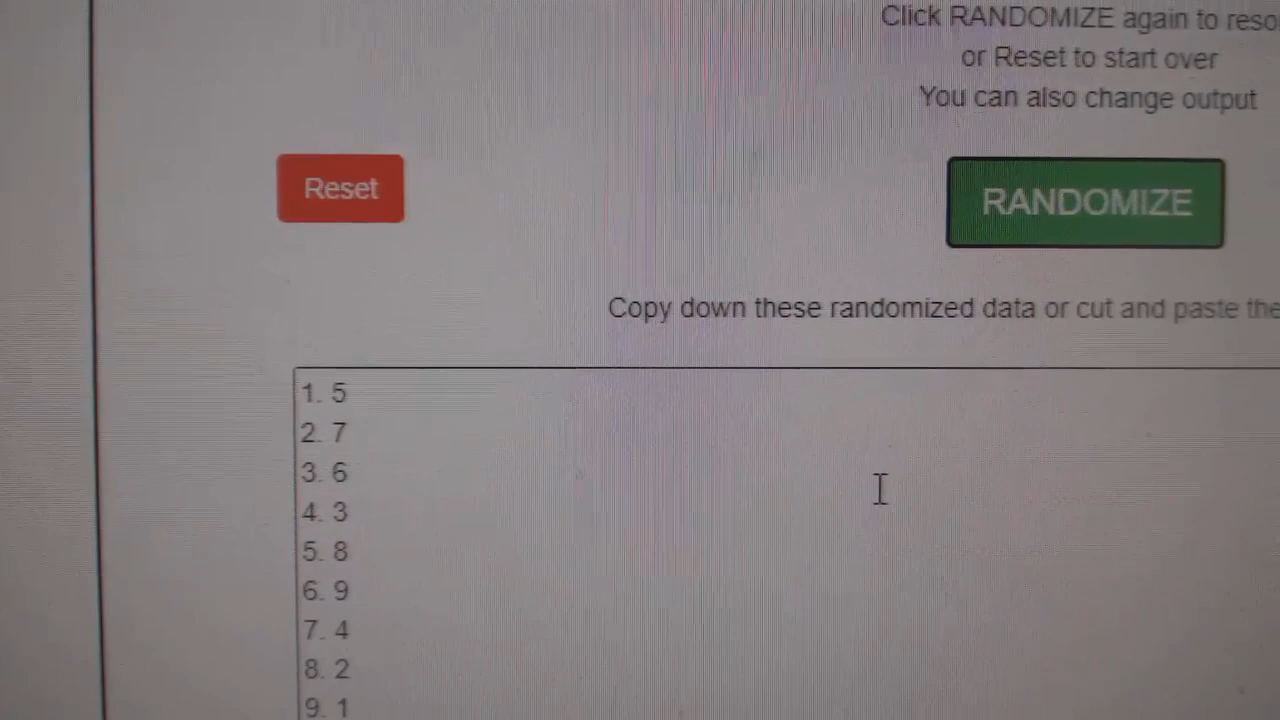 Click RANDOMIZE again to reso
or Reset to start over
You can also change output
Reset
RANDOMIZE
Copy down these randomized data or cut and paste the
1. 5
2. 7
3. 6
4. 3
5. 8
6. 9
7. 4
8. 2
9. 1